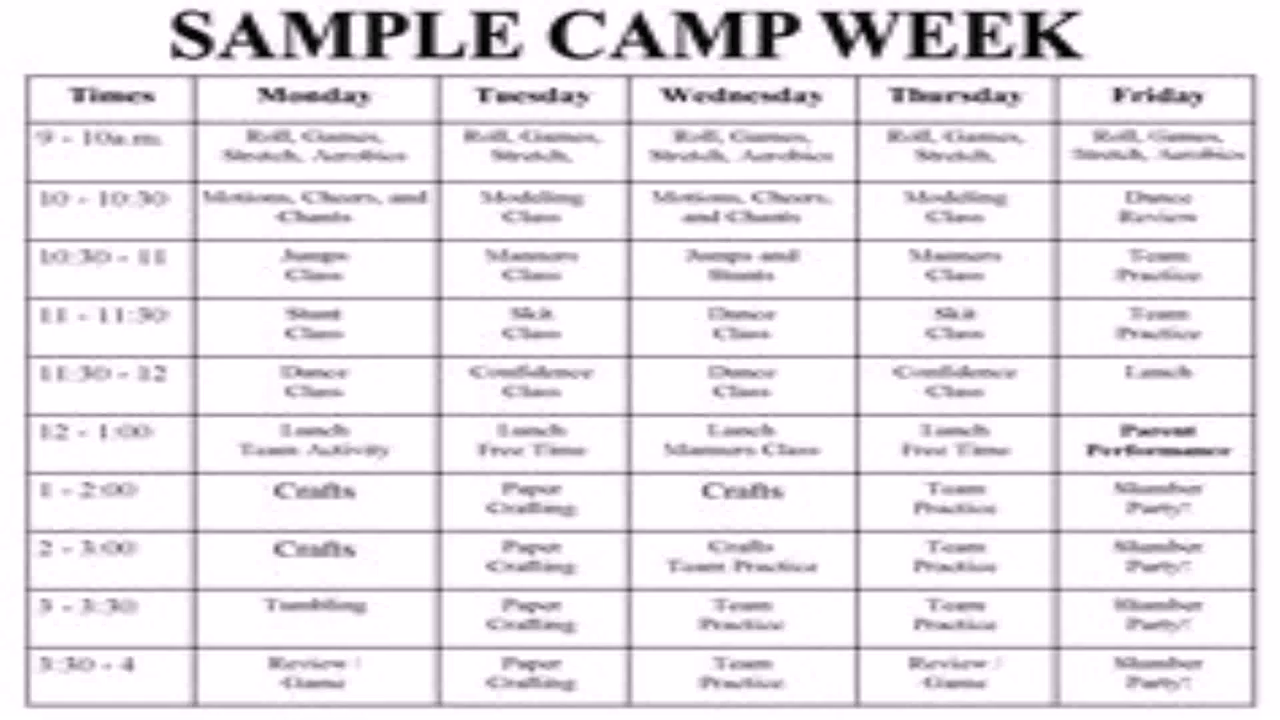 SAMPLE CAMP WEEK
Times Monday Tuesday Wednesday Thursday Friday
9 - 10a.m. Roll, Games, Roll, Games, Roll, Games, Roll, Games, Roll, Games,
Stretch, Aerobics Stretch, Stretch, Aerobics Stretch, Stretch, Aerobics
10 - 10:30 Motions, Cheers, and Modeling Motions, Cheers, Modeling Dance
Chants Class and Chants Class Review
10:30 - 11 Jumps Manners Jumps and Manners Team
Class Class Stunts Class Practice
11 - 11:30 Stunt Skit Dance Skit Team
Class Class Class Class Practice
11:30 - 12 Dance Confidence Dance Confidence Lunch
Class Class Class Class
12 - 1:00 Lunch Lunch Lunch Lunch Parent
Team Activity Free Time Manners Class Free Time Performance
1 - 2:00 Crafts Paper Crafts Team Slumber
Crafting Practice Party!
2 - 3:00 Crafts Paper Crafts Team Slumber
Crafting Team Practice Practice Party!
3 - 3:30 Tumbling Paper Team Team Slumber
Crafting Practice Practice Party!
3:30 - 4 Review / Paper Team Review / Slumber
Game Crafting Practice Game Party!